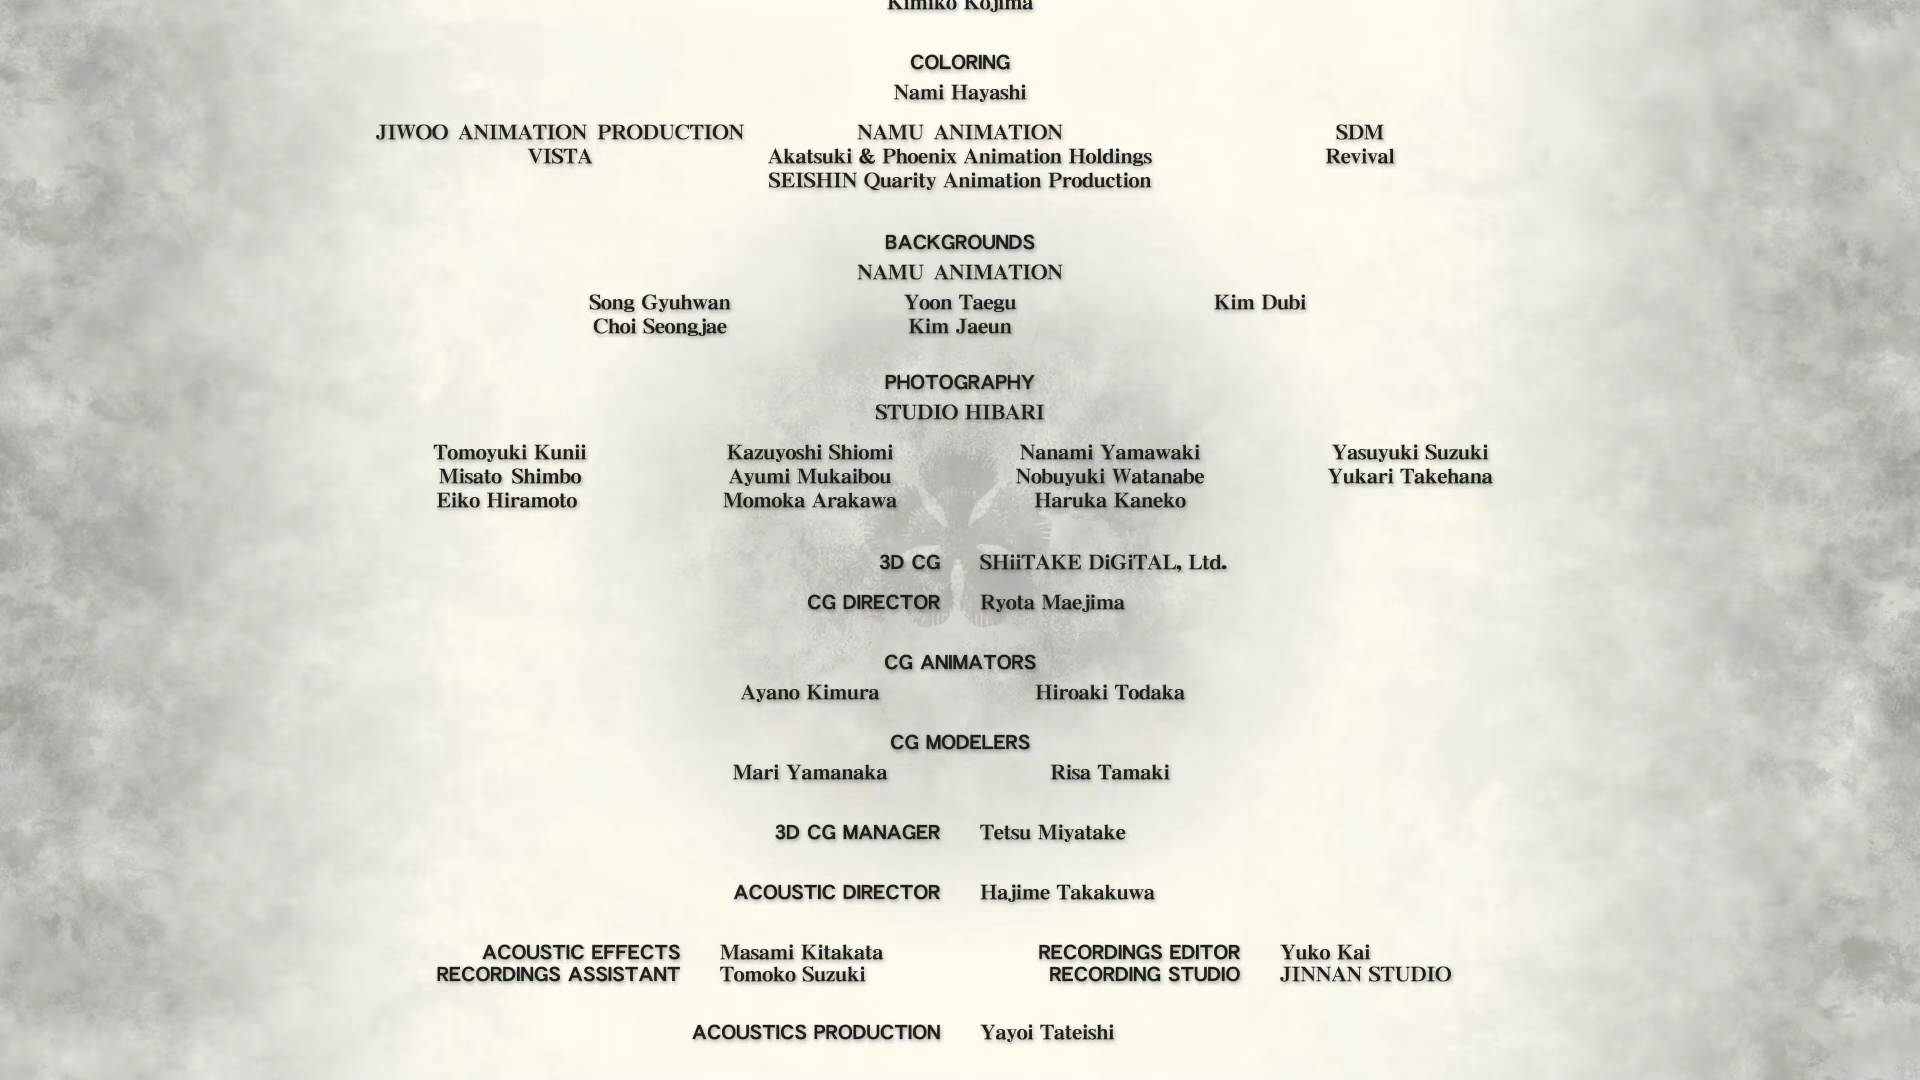 Kimiko Kojima
COLORING
Nami Hayashi
JIWOO ANIMATION PRODUCTION NAMU ANIMATION SDM
VISTA Akatsuki & Phoenix Animation Holdings Revival
SEISHIN Quarity Animation Production
BACKGROUNDS
NAMU ANIMATION
Song Gyuhwan Yoon Taegu Kim Dubi
Choi Seongjae Kim Jaeun
PHOTOGRAPHY
STUDIO HIBARI
Tomoyuki Kunii Kazuyoshi Shiomi Nanami Yamawaki Yasuyuki Suzuki
Misato Shimbo Ayumi Mukaibou Nobuyuki Watanabe Yukari Takehana
Eiko Hiramoto Momoka Arakawa Haruka Kaneko
3D CG SHiiTAKE DiGiTAL, Ltd.
CG DIRECTOR Ryota Maejima
CG ANIMATORS
Ayano Kimura Hiroaki Todaka
CG MODELERS
Mari Yamanaka Risa Tamaki
3D CG MANAGER Tetsu Miyatake
ACOUSTIC DIRECTOR Hajime Takakuwa
ACOUSTIC EFFECTS Masami Kitakata RECORDINGS EDITOR Yuko Kai
RECORDINGS ASSISTANT Tomoko Suzuki RECORDING STUDIO JINNAN STUDIO
ACOUSTICS PRODUCTION Yayoi Tateishi